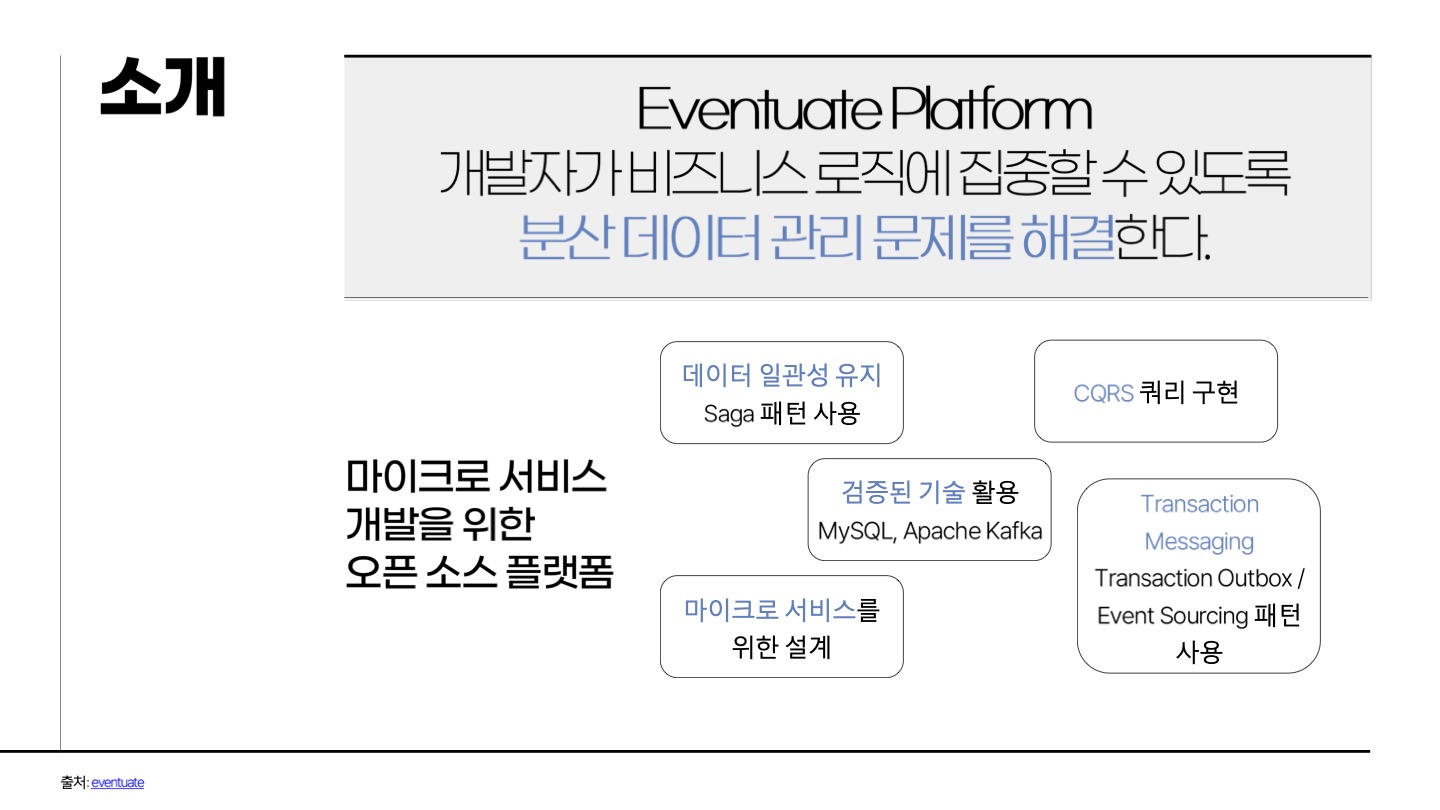 소개
Eventuate Platform
개발자가 비즈니스 로직에 집중할 수 있도록
분산 데이터 관리 문제를 해결한다.
마이크로 서비스
개발을 위한
오픈 소스 플랫폼
데이터 일관성 유지
Saga 패턴 사용
CQRS 쿼리 구현
검증된 기술 활용
MySQL, Apache Kafka
Transaction
Messaging
Transaction Outbox /
Event Sourcing 패턴
사용
마이크로 서비스를
위한 설계
출처: eventuate